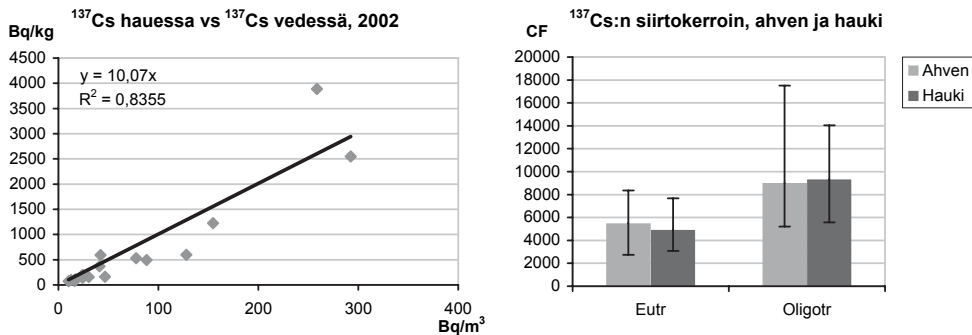 ¹³⁷Cs hauessa vs ¹³⁷Cs vedessä, 2002
Bq/kg
y = 10,07x
R² = 0,8355
4500
4000
3500
3000
2500
2000
1500
1000
500
0
0 100 200 300 400
Bq/m³
¹³⁷Cs:n siirtokerroin, ahven ja hauki
CF
20000
18000
16000
14000
12000
10000
8000
6000
4000
2000
0
Eutr Oligotr
Ahven
Hauki